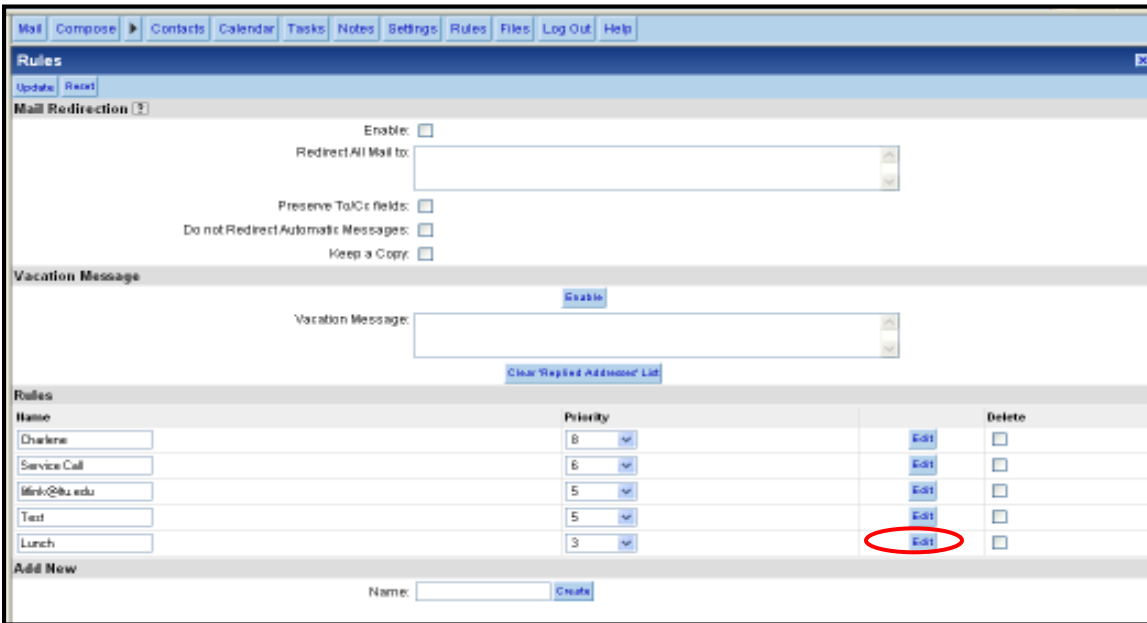 Mail Compose Contacts Calendar Tasks Notes Settings Rules Files Log Out Help
Rules
Update Reset
Mail Redirection ?
Enable:
Redirect All Mail to:
Preserve To/Cc fields:
Do not Redirect Automatic Messages:
Keep a Copy:
Vacation Message
Enable
Vacation Message:
Clear 'Replied Addresses' List
Rules
Name Priority Delete
Charlene 8 Edit
Service Call 6 Edit
5 Edit
Test 5 Edit
Lunch 3 Edit
Add New
Name: Create